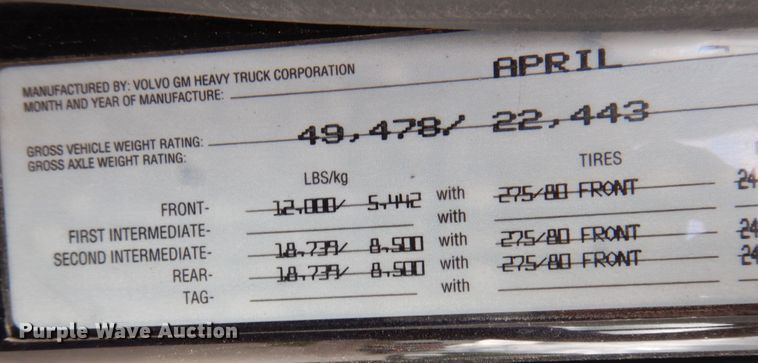 MANUFACTURED BY: VOLVO GM HEAVY TRUCK CORPORATION
MONTH AND YEAR OF MANUFACTURE: APRIL
GROSS VEHICLE WEIGHT RATING: 49,478/ 22,443
GROSS AXLE WEIGHT RATING:
LBS/kg TIRES
FRONT- 12,000/ 5,442 with 275/80 FRONT 24
FIRST INTERMEDIATE- with
SECOND INTERMEDIATE- 18,739/ 8,500 with 275/80 FRONT 24
REAR- 18,739/ 8,500 with 275/80 FRONT 24
TAG- with
Purple Wave Auction